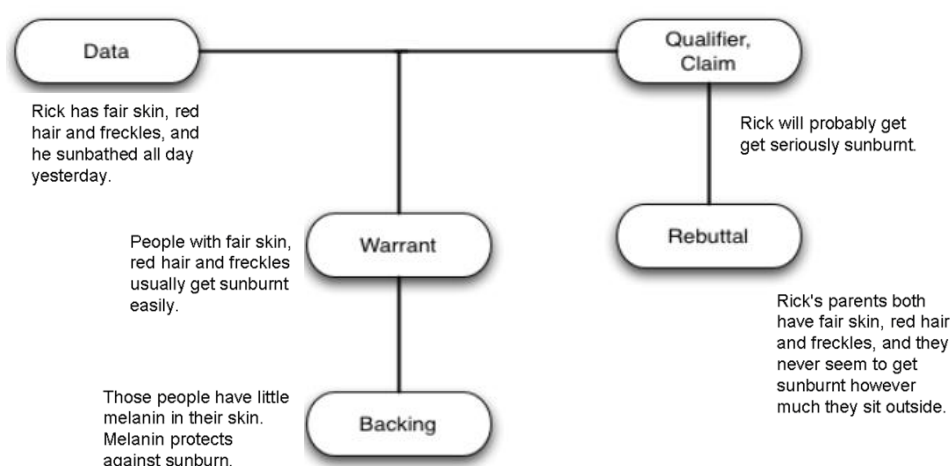 Data
Qualifier,
Claim
Rick has fair skin, red
hair and freckles, and
he sunbathed all day
yesterday.
Rick will probably get
get seriously sunburnt.
People with fair skin,
red hair and freckles
usually get sunburnt
easily.
Warrant
Rebuttal
Rick's parents both
have fair skin, red hair
and freckles, and they
never seem to get
sunburnt however
much they sit outside.
Those people have little
melanin in their skin.
Melanin protects
against sunburn.
Backing